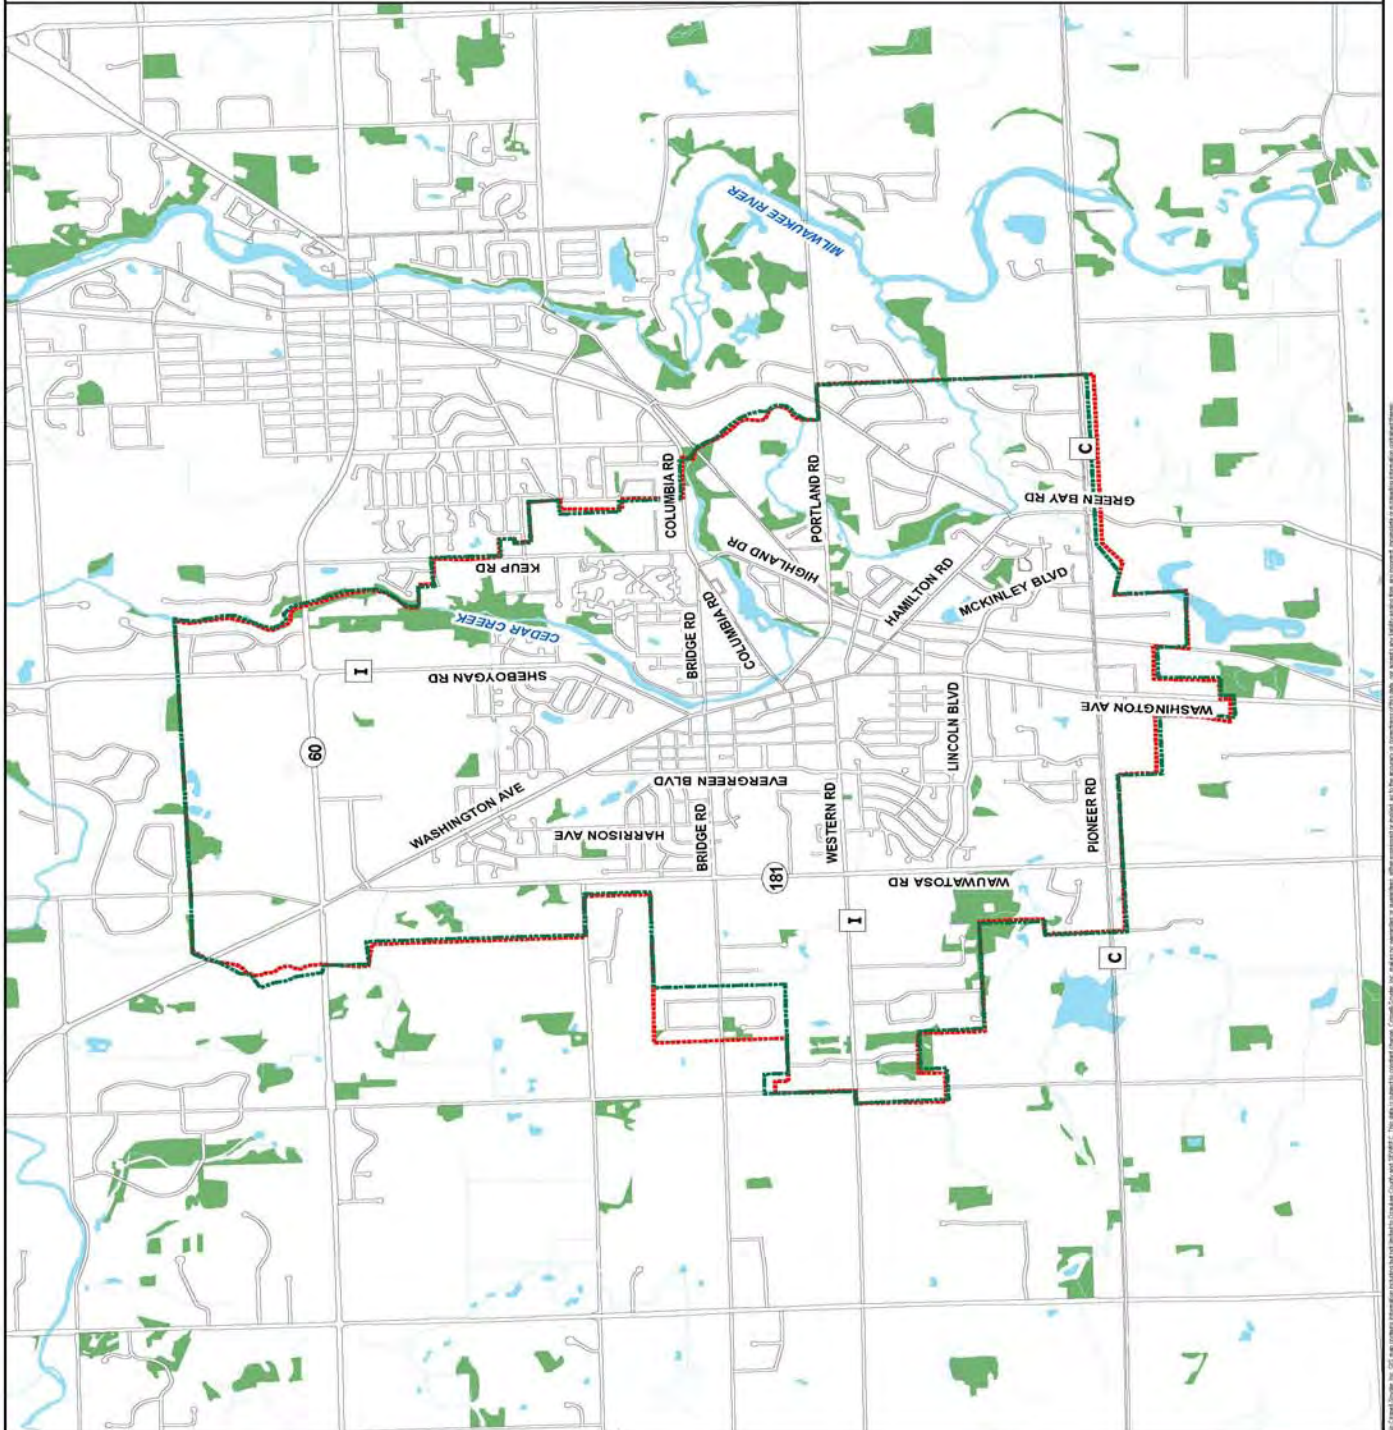 MILWAUKEE RIVER
COLUMBIA RD
PORTLAND RD
C
GREEN BAY RD
KEUP RD
HIGHLAND DR
HAMILTON RD
MCKINLEY BLVD
CEDAR CREEK
BRIDGE RD
COLUMBIA RD
I
SHEBOYGAN RD
LINCOLN BLVD
WASHINGTON AVE
60
EVERGREEN BLVD
WASHINGTON AVE
HARRISON AVE
BRIDGE RD
WESTERN RD
PIONEER RD
181
WAUWATOSA RD
I
C